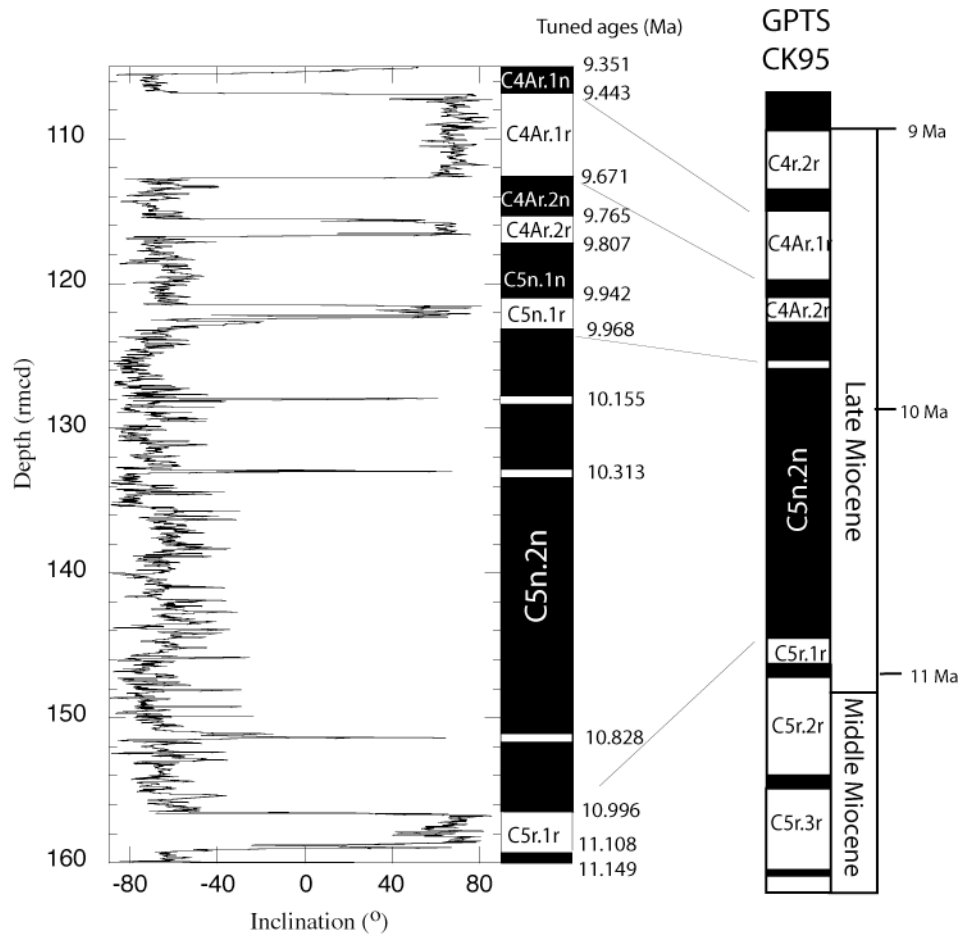 Tuned ages (Ma)
GPTS
CK95
Depth (rmcd)
110
120
130
140
150
160
-80
-40
0
40
80
Inclination (o)
C4Ar.1n
C4Ar.1r
C4Ar.2n
C4Ar.2r
C5n.1n
C5n.1r
C5n.2n
C5r.1r
9.351
9.443
9.671
9.765
9.807
9.942
9.968
10.155
10.313
10.828
10.996
11.108
11.149
C4r.2r
C4Ar.1r
C4Ar.2r
C5n.2n
C5r.1r
C5r.2r
C5r.3r
9 Ma
10 Ma
11 Ma
Late Miocene
Middle Miocene